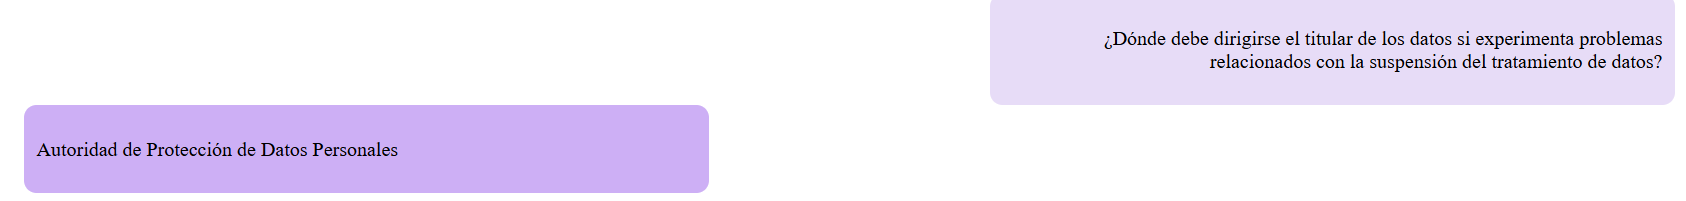 ¿Dónde debe dirigirse el titular de los datos si experimenta problemas
relacionados con la suspensión del tratamiento de datos?
Autoridad de Protección de Datos Personales